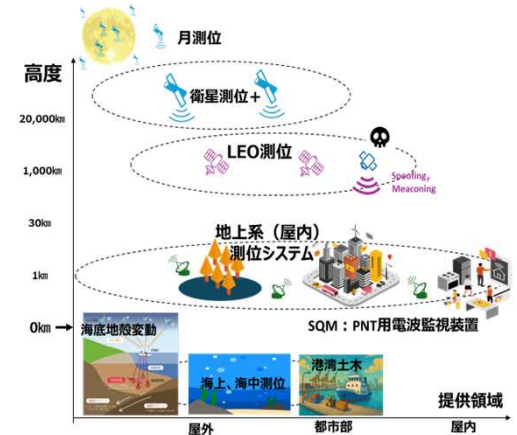 月測位
高度
衛星測位+
20,000km
LEO測位
1,000km
Spoofing,
Meaconing
30km
地上系(屋内)
測位システム
1km
0km
SQM:PNT用電波監視装置
海底地殻変動
海上、海中測位
港湾土木
提供領域
屋外
都市部
屋内